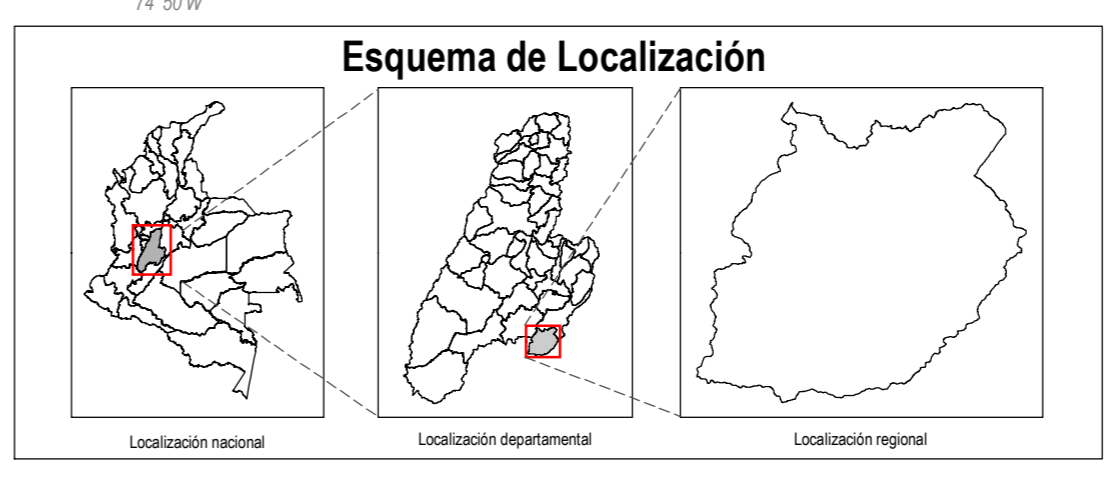 74°50'W
Esquema de Localización
Localización nacional
Localización departamental
Localización regional